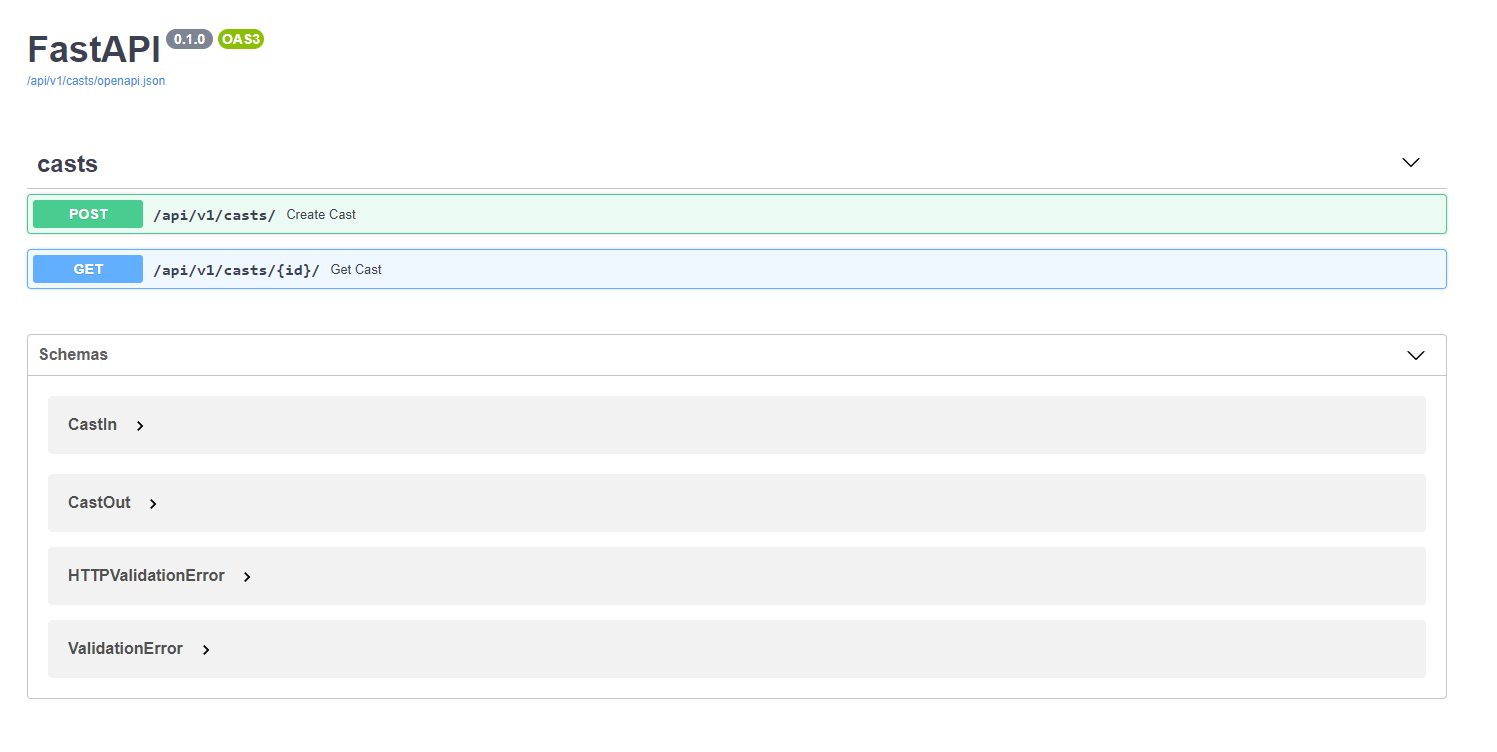 FastAPI 0.1.0 OAS3
/api/v1/casts/openapi.json
casts
POST /api/v1/casts/ Create Cast
GET /api/v1/casts/{id}/ Get Cast
Schemas
CastIn
CastOut
HTTPValidationError
ValidationError